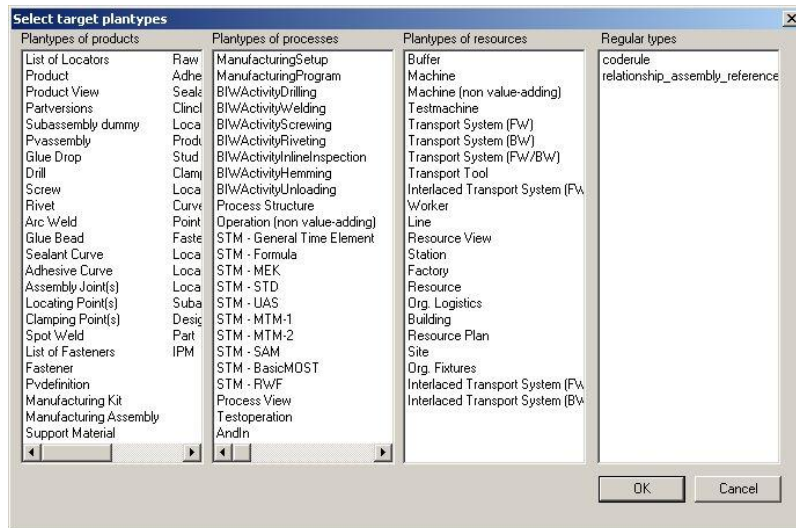 Select target plantypes
Plantypes of products
List of Locators Raw
Product Adhe
Product View Seala
Partversions Clincl
Subassembly dummy Loca
Pvassembly Produ
Glue Drop Stud
Drill Clamp
Screw Loca
Rivet Curve
Arc Weld Point
Glue Bead Faste
Sealant Curve Loca
Adhesive Curve Loca
Assembly Joint(s) Loca
Locating Point(s) Suba
Clamping Point(s) Desig
Spot Weld Part
List of Fasteners IPM
Fastener
Pvdefinition
Manufacturing Kit
Manufacturing Assembly
Support Material
Plantypes of processes
ManufacturingSetup
ManufacturingProgram
BIWActivityDrilling
BIWActivityWelding
BIWActivityScrewing
BIWActivityRiveting
BIWActivityInlineInspection
BIWActivityHemming
BIWActivityUnloading
Process Structure
Operation (non value-adding)
STM - General Time Element
STM - Formula
STM - MEK
STM - STD
STM - UAS
STM - MTM-1
STM - MTM-2
STM - SAM
STM - BasicMOST
STM - RWF
Process View
Testoperation
AndIn
Plantypes of resources
Buffer
Machine
Machine (non value-adding)
Testmachine
Transport System (FW)
Transport System (BW)
Transport System (FW/BW)
Transport Tool
Interlaced Transport System (FW
Worker
Line
Resource View
Station
Factory
Resource
Org. Logistics
Building
Resource Plan
Site
Org. Fixtures
Interlaced Transport System (FW
Interlaced Transport System (BW
Regular types
coderule
relationship_assembly_reference
OK
Cancel